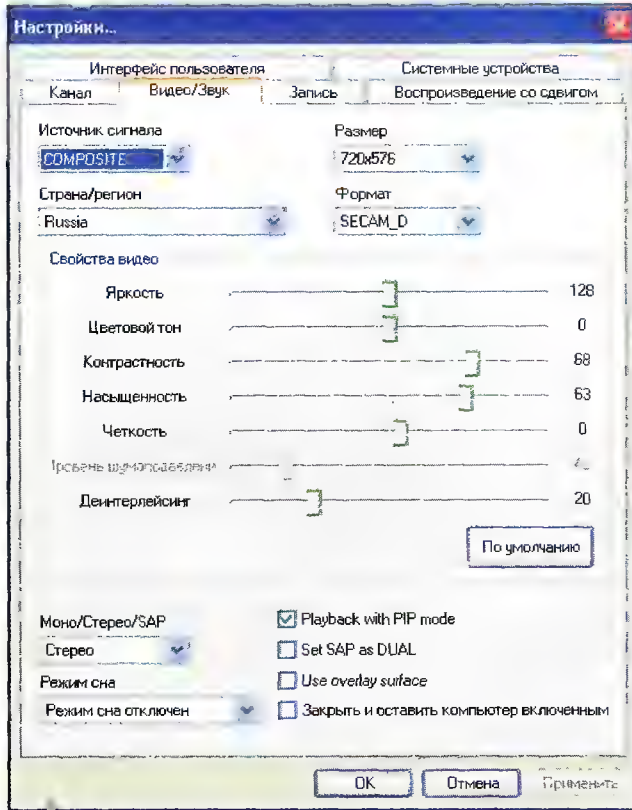 Настройки...
Интерфейс пользователя Системные устройства
Канал Видео/Звук Запись Воспроизведение со сдвигом
Источник сигнала Размер
COMPOSITE 720x576
Страна/регион Формат
Russia SECAM_D
Свойства видео
Яркость 128
Цветовой тон 0
Контрастность 68
Насыщенность 63
Четкость 0
Уровень шумоподавлени
Деинтерлейсинг 20
По умолчанию
Моно/Стерео/SAP Playback with PIP mode
Стерео Set SAP as DUAL
Режим сна Use overlay surface
Режим сна отключен Закрыть и оставить компьютер включенным
OK Отмена Применить